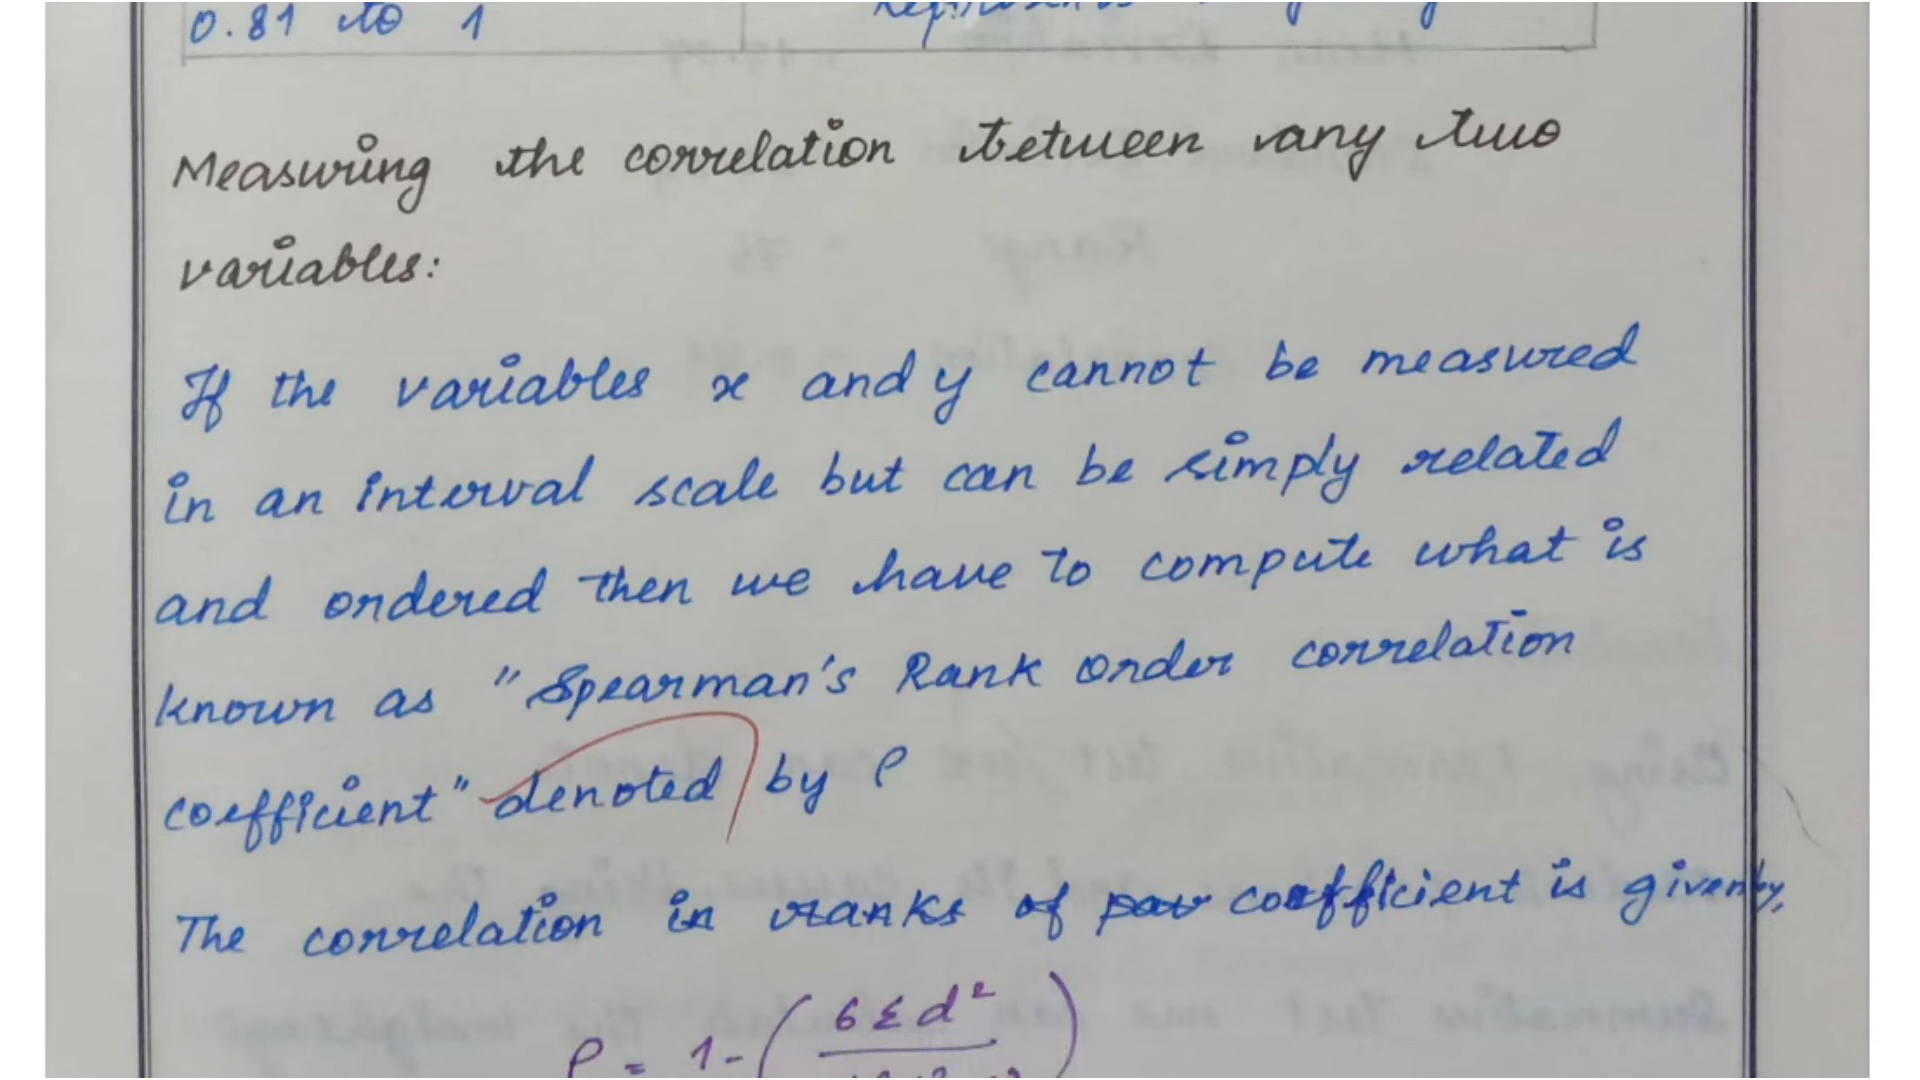 0.81 to 1
Measuring the correlation between any two
variables:
If the variables x and y cannot be measured
in an interval scale but can be simply related
and ordered then we have to compute what is
known as "Spearman's Rank order correlation
coefficient" denoted by ρ
The correlation in ranks of coefficient is given by,
ρ = 1 - ( 6 Σ d²